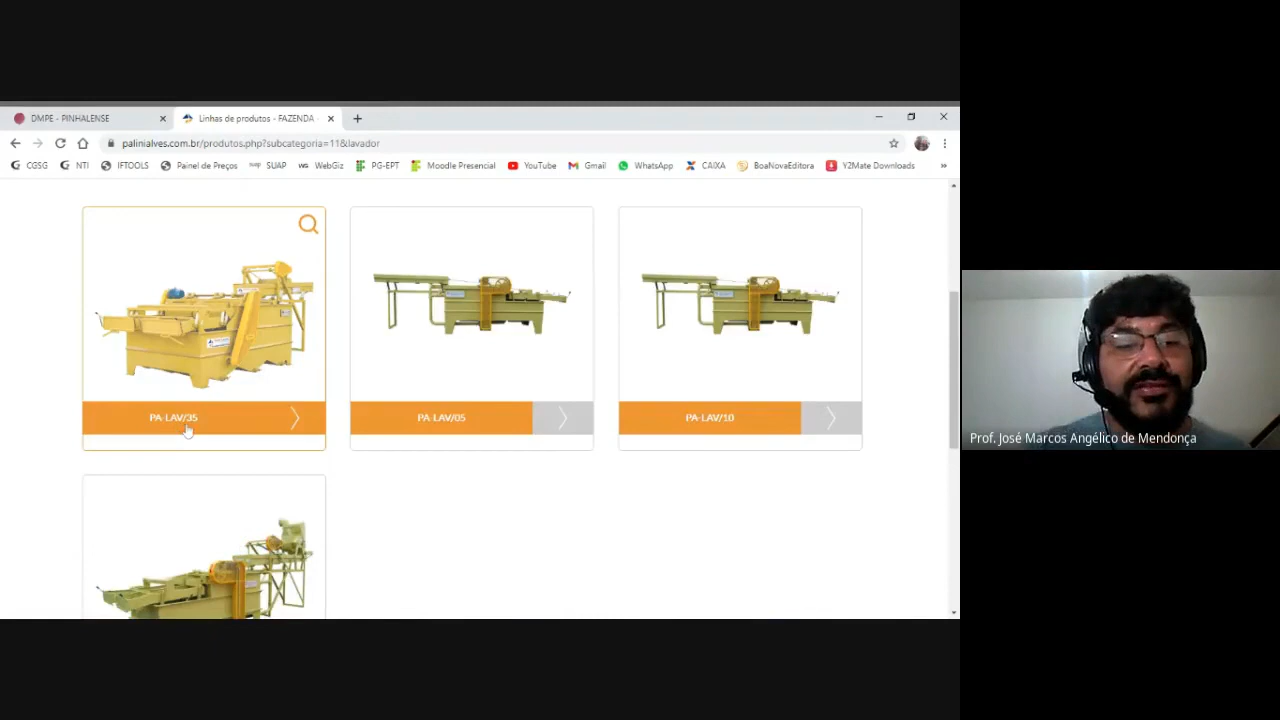 DMPE - PINHALENSE
Linhas de produtos - FAZENDA -
palinialves.com.br/produtos.php?subcategoria=11&lavador
CGSG NTI IFTOOLS Painel de Preços SUAP WebGiz PG-EPT Moodle Presencial YouTube Gmail WhatsApp CAIXA BoaNovaEditora Y2Mate Downloads »
PA-LAV/35 PA-LAV/05 PA-LAV/10
Prof. José Marcos Angélico de Mendonça